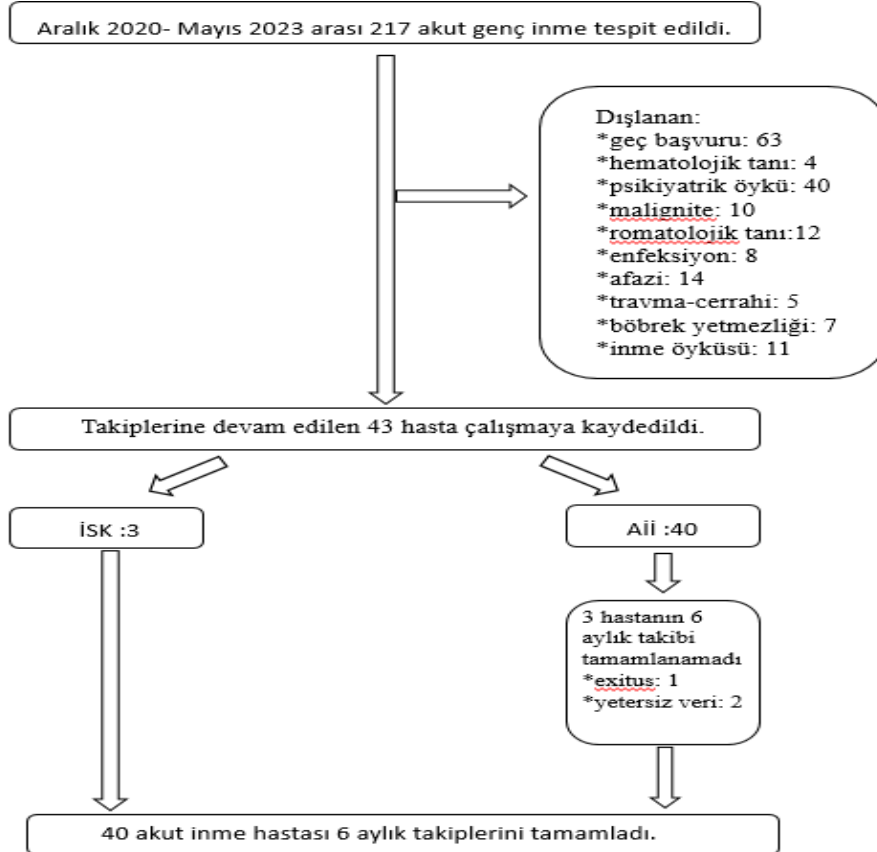 Aralık 2020- Mayıs 2023 arası 217 akut genç inme tespit edildi.
Dışlanan:
*geç başvuru: 63
*hematolojik tanı: 4
*psikiyatrik öykü: 40
*malignite: 10
*romatolojik tanı:12
*enfeksiyon: 8
*afazi: 14
*travma-cerrahi: 5
*böbrek yetmezliği: 7
*inme öyküsü: 11
Takiplerine devam edilen 43 hasta çalışmaya kaydedildi.
İSK :3
Aİİ :40
3 hastanın 6
aylık takibi
tamamlanamadı
*exitus: 1
*yetersiz veri: 2
40 akut inme hastası 6 aylık takiplerini tamamladı.